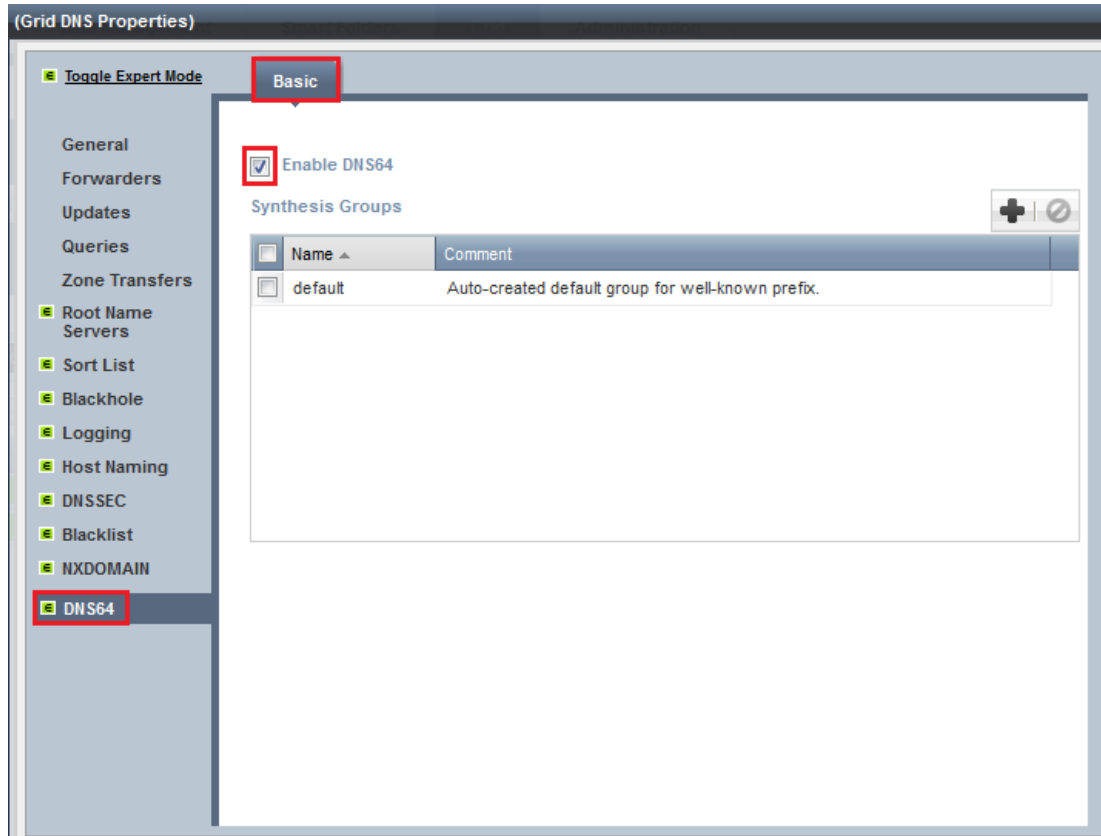 (Grid DNS Properties)
Toggle Expert Mode
Basic
General
Forwarders
Updates
Queries
Zone Transfers
Root Name
Servers
Sort List
Blackhole
Logging
Host Naming
DNSSEC
Blacklist
NXDOMAIN
DNS64
Enable DNS64
Synthesis Groups
Name Comment
default Auto-created default group for well-known prefix.